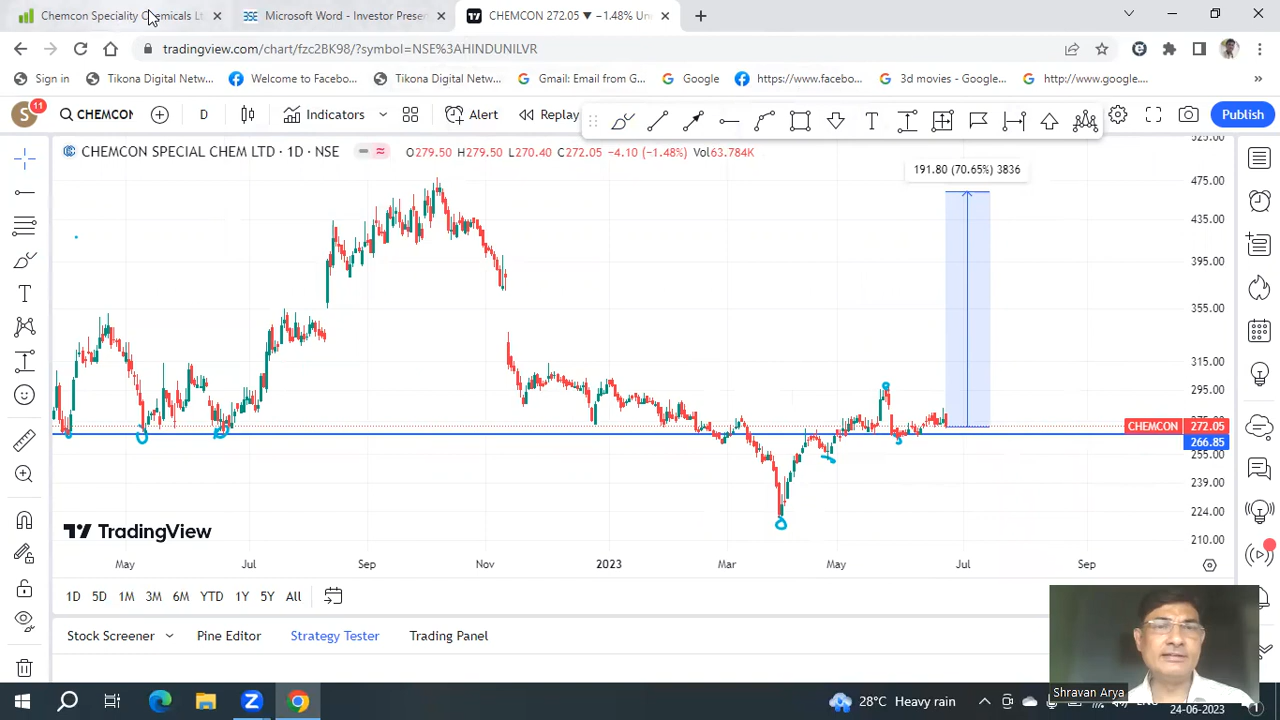 Chemcon Speciality Chemicals Lt
Microsoft Word - Investor Presen
CHEMCON 272.05 ▼ −1.48% Un
tradingview.com/chart/fzc2BK98/?symbol=NSE%3AHINDUNILVR
Sign in
Tikona Digital Netw...
Welcome to Facebo...
Tikona Digital Netw...
Gmail: Email from G...
Google
https://www.facebo...
3d movies - Google...
http://www.google....
S
11
CHEMCON
D
Indicators
Alert
Replay
Publish
CHEMCON SPECIAL CHEM LTD · 1D · NSE
O279.50 H279.50 L270.40 C272.05 −4.10 (−1.48%) Vol63.784K
191.80 (70.65%) 3836
525.00
475.00
435.00
395.00
355.00
315.00
295.00
CHEMCON 272.05
266.85
255.00
239.00
224.00
210.00
TradingView
May
Jul
Sep
Nov
2023
Mar
May
Jul
Sep
1D
5D
1M
3M
6M
YTD
1Y
5Y
All
Stock Screener
Pine Editor
Strategy Tester
Trading Panel
Shravan Arya
28°C Heavy rain
24-06-2023